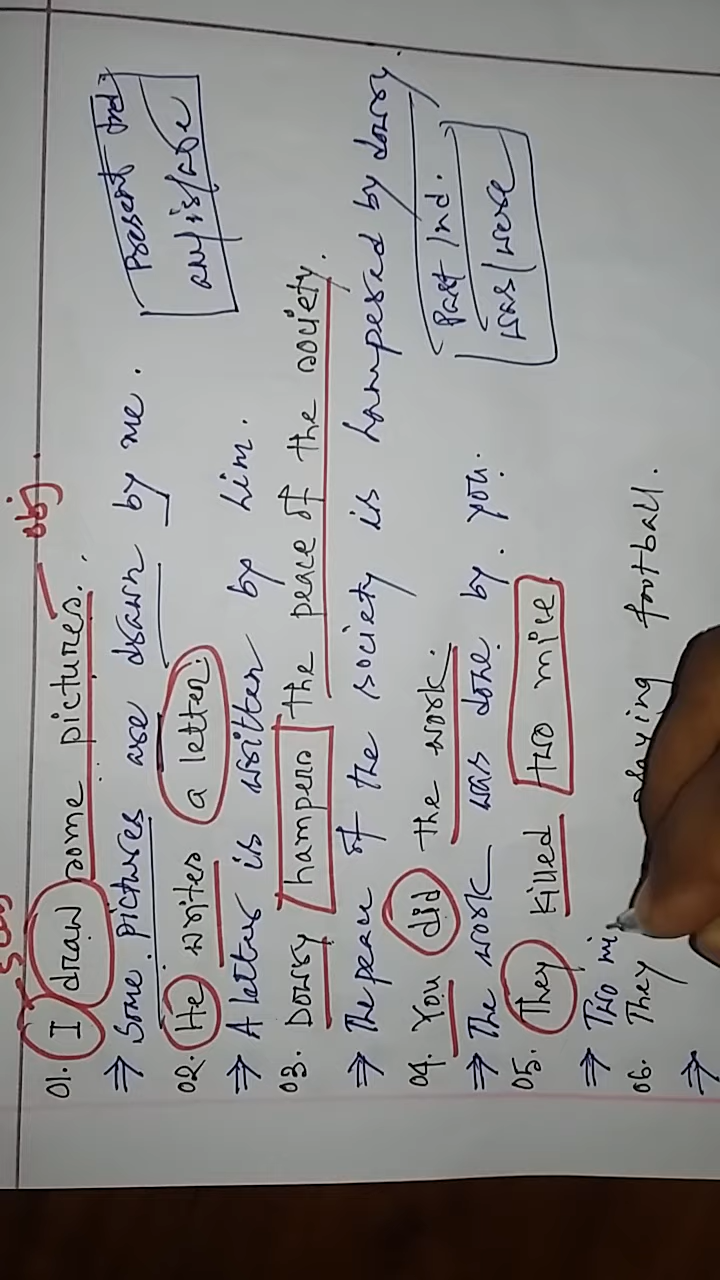 obj.
01. I draw some pictures.
⇒ Some pictures are drawn by me.
Present Ind.
am/is/are
02. He writes a letter.
⇒ A letter is written by him.
03. Dowry hampers the peace of the society.
⇒ The peace of the society is hampered by dowry.
04. You did the work.
Past Ind.
was/were
⇒ The work was done by you.
05. They killed two mice.
⇒ Two mi
06. They playing football.
⇒